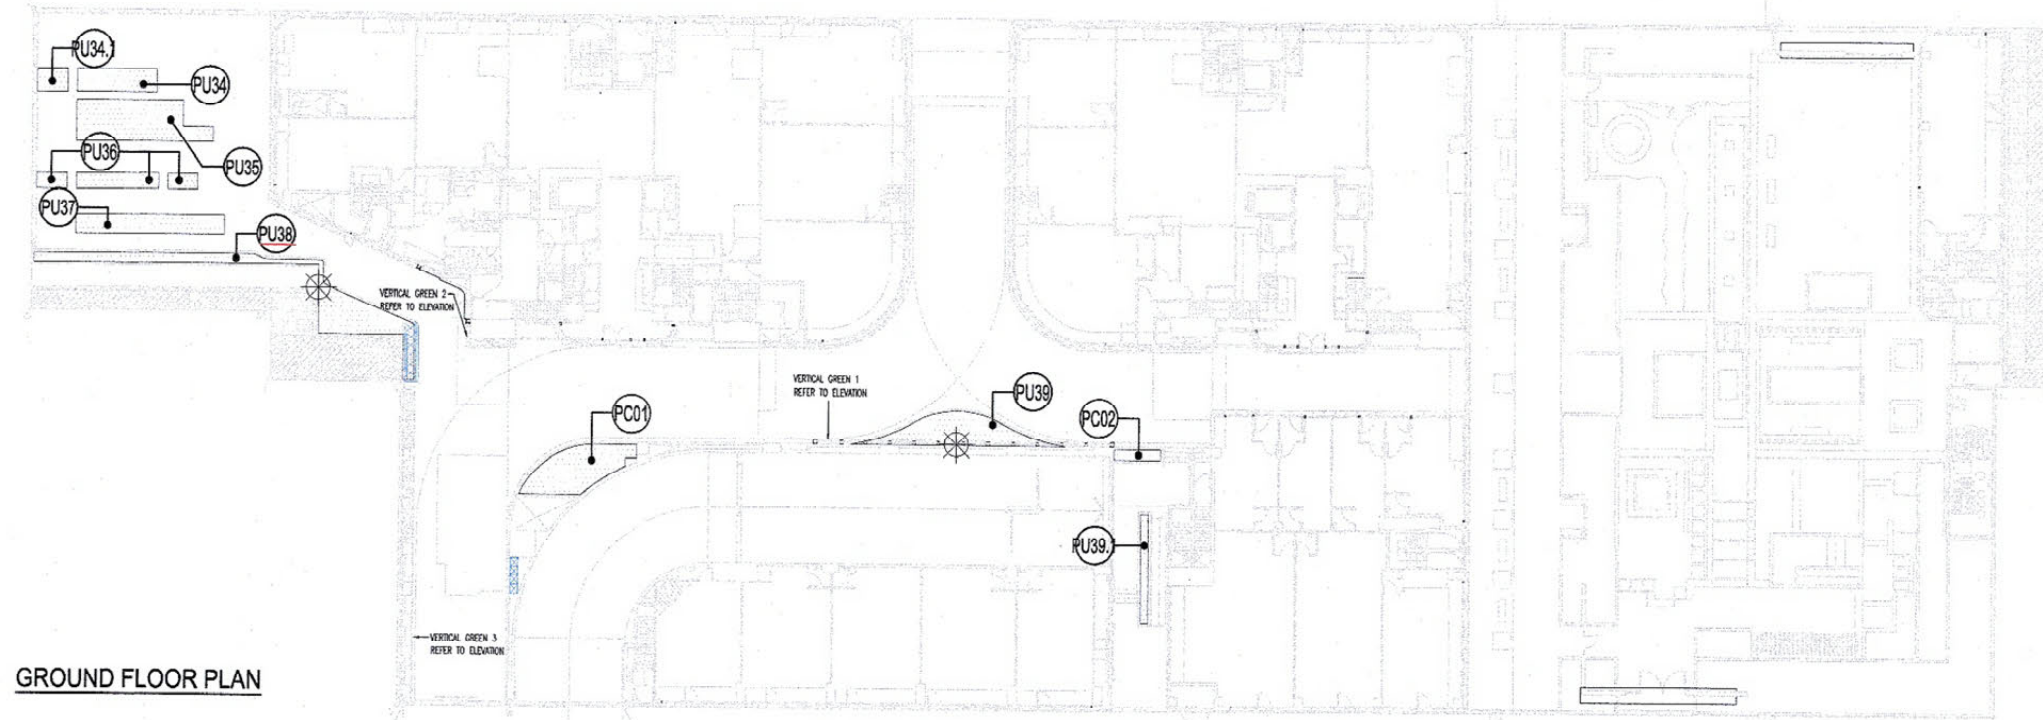 PU34.1
PU34
PU36
PU35
PU37
PU38
VERTICAL GREEN 2
REFER TO ELEVATION
VERTICAL GREEN 1
REFER TO ELEVATION
PU39
PC01
PC02
PU39.1
VERTICAL GREEN 3
REFER TO ELEVATION
GROUND FLOOR PLAN